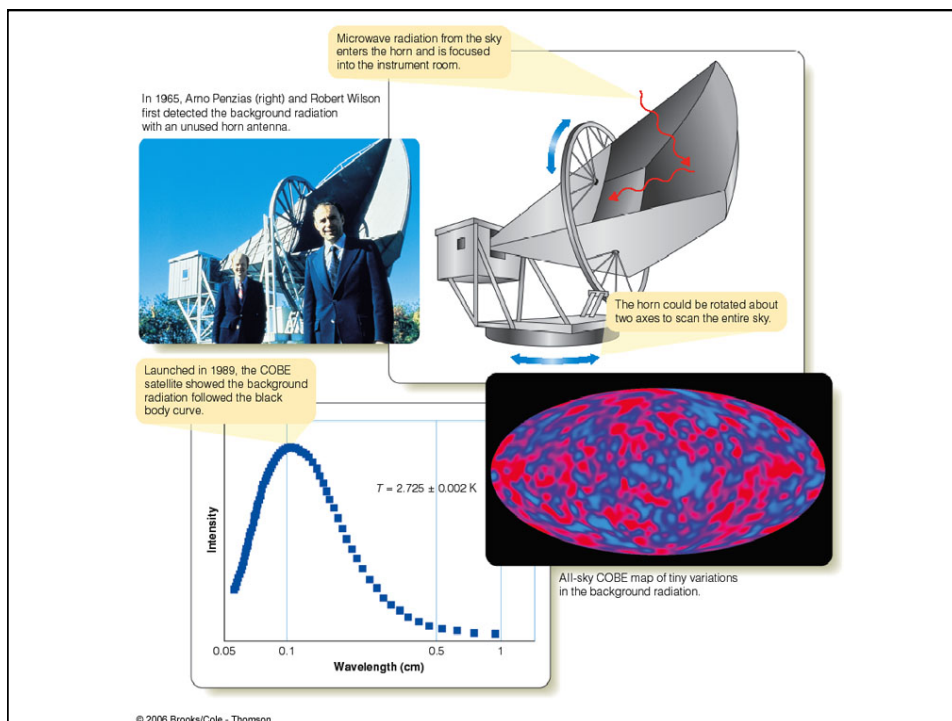 Microwave radiation from the sky
enters the horn and is focused
into the instrument room.
In 1965, Arno Penzias (right) and Robert Wilson
first detected the background radiation
with an unused horn antenna.
The horn could be rotated about
two axes to scan the entire sky.
Launched in 1989, the COBE
satellite showed the background
radiation followed the black
body curve.
T = 2.725 ± 0.002 K
Intensity
0.05 0.1 0.5 1
Wavelength (cm)
All-sky COBE map of tiny variations
in the background radiation.
© 2006 Brooks/Cole - Thomson